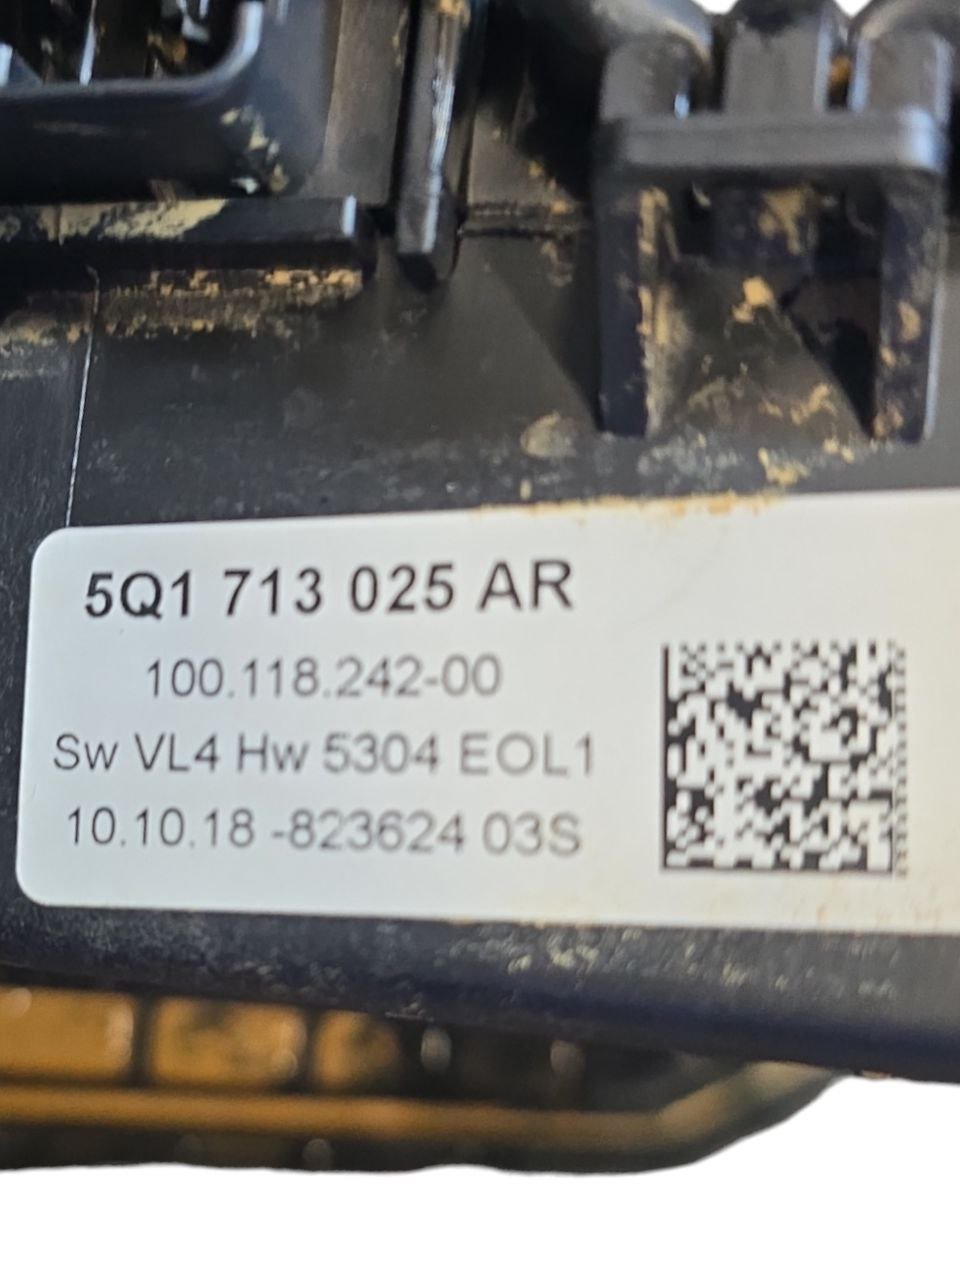 5Q1 713 025 AR
100.118.242-00
Sw VL4 Hw 5304 EOL1
10.10.18 -823624 03S